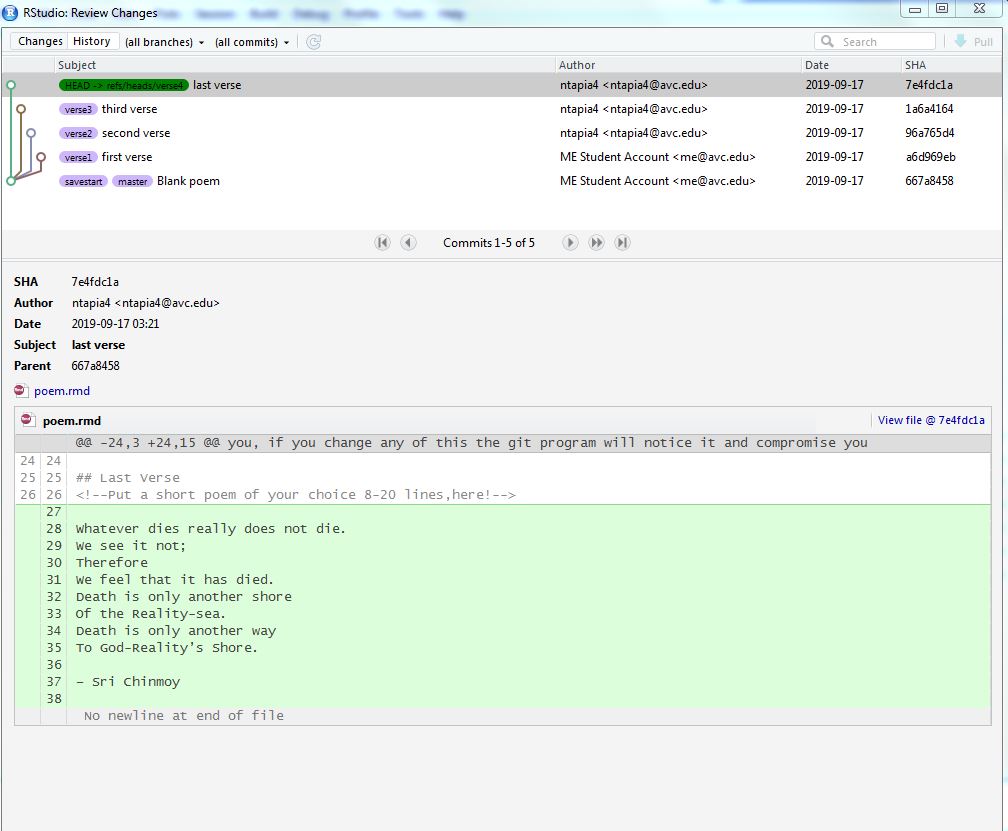 RStudio: Review Changes
Changes History (all branches) (all commits) Search Pull
Subject Author Date SHA
HEAD -> refs/heads/verse4 last verse ntapia4 <ntapia4@avc.edu> 2019-09-17 7e4fdc1a
verse3 third verse ntapia4 <ntapia4@avc.edu> 2019-09-17 1a6a4164
verse2 second verse ntapia4 <ntapia4@avc.edu> 2019-09-17 96a765d4
verse1 first verse ME Student Account <me@avc.edu> 2019-09-17 a6d969eb
savestart master Blank poem ME Student Account <me@avc.edu> 2019-09-17 667a8458
Commits 1-5 of 5
SHA 7e4fdc1a
Author ntapia4 <ntapia4@avc.edu>
Date 2019-09-17 03:21
Subject last verse
Parent 667a8458
poem.rmd
poem.rmd View file @ 7e4fdc1a
@@ -24,3 +24,15 @@ you, if you change any of this the git program will notice it and compromise you
24 24
25 25 ## Last Verse
26 26 <!--Put a short poem of your choice 8-20 lines,here!-->
27
28 Whatever dies really does not die.
29 We see it not;
30 Therefore
31 We feel that it has died.
32 Death is only another shore
33 Of the Reality-sea.
34 Death is only another way
35 To God-Reality's Shore.
36
37 – Sri Chinmoy
38
No newline at end of file